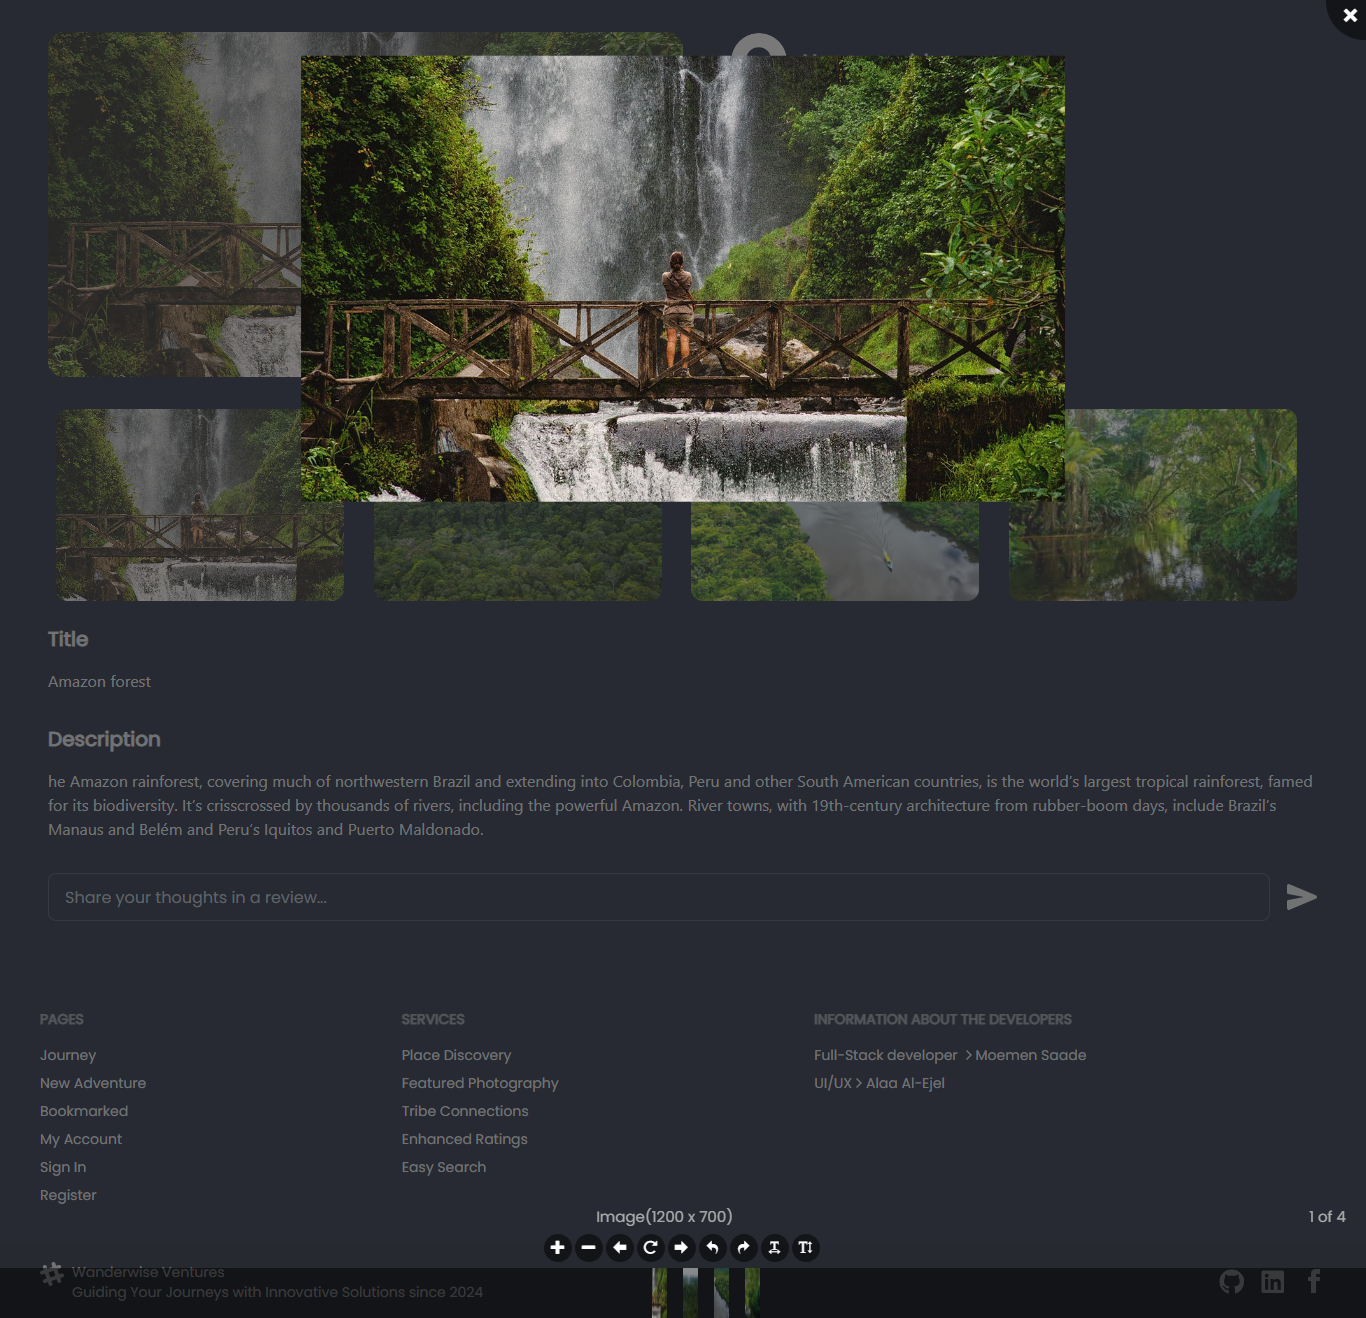 Title
Amazon forest
Description
he Amazon rainforest, covering much of northwestern Brazil and extending into Colombia, Peru and other South American countries, is the world's largest tropical rainforest, famed
for its biodiversity. It's crisscrossed by thousands of rivers, including the powerful Amazon. River towns, with 19th-century architecture from rubber-boom days, include Brazil's
Manaus and Belém and Peru's Iquitos and Puerto Maldonado.
Share your thoughts in a review...
PAGES
Journey
New Adventure
Bookmarked
My Account
Sign In
Register
SERVICES
Place Discovery
Featured Photography
Tribe Connections
Enhanced Ratings
Easy Search
INFORMATION ABOUT THE DEVELOPERS
Full-Stack developer > Moemen Saade
UI/UX > Alaa Al-Ejel
Image(1200 x 700)
1 of 4
Wanderwise Ventures
Guiding Your Journeys with Innovative Solutions since 2024